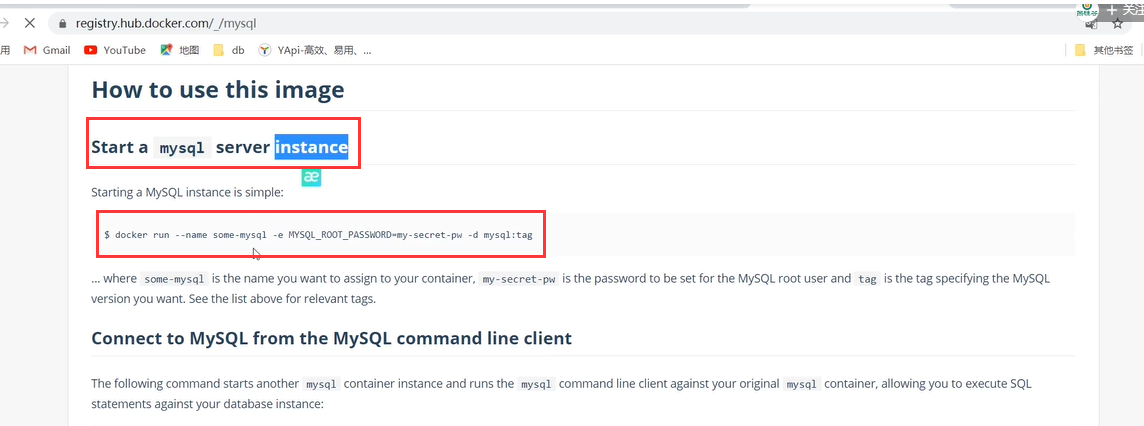 关注
registry.hub.docker.com/_/mysql
用 Gmail YouTube 地图 db YApi-高效、易用、... 其他书签
How to use this image
Start a mysql server instance
æ
Starting a MySQL instance is simple:
$ docker run --name some-mysql -e MYSQL_ROOT_PASSWORD=my-secret-pw -d mysql:tag
... where some-mysql is the name you want to assign to your container, my-secret-pw is the password to be set for the MySQL root user and tag is the tag specifying the MySQL
version you want. See the list above for relevant tags.
Connect to MySQL from the MySQL command line client
The following command starts another mysql container instance and runs the mysql command line client against your original mysql container, allowing you to execute SQL
statements against your database instance: